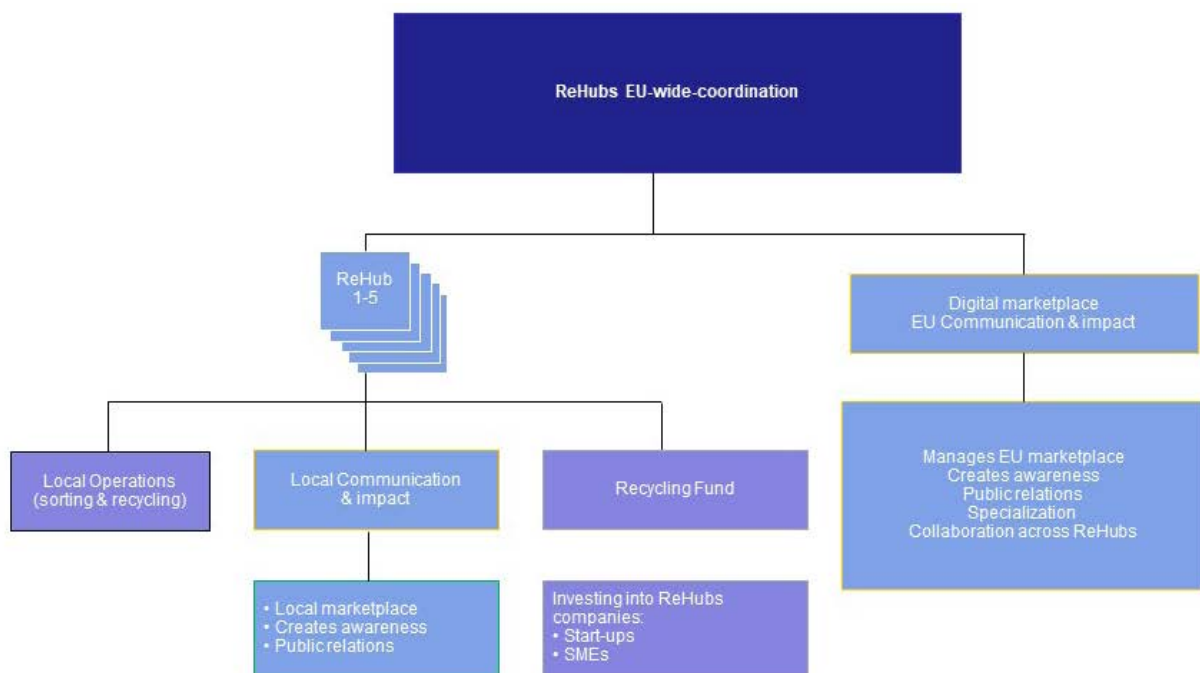 ReHubs EU-wide-coordination
ReHub
1-5
Digital marketplace
EU Communication & impact
Local Operations
(sorting & recycling)
Local Communication
& impact
Recycling Fund
Manages EU marketplace
Creates awareness
Public relations
Specialization
Collaboration across ReHubs
• Local marketplace
• Creates awareness
• Public relations
Investing into ReHubs
companies:
• Start-ups
• SMEs